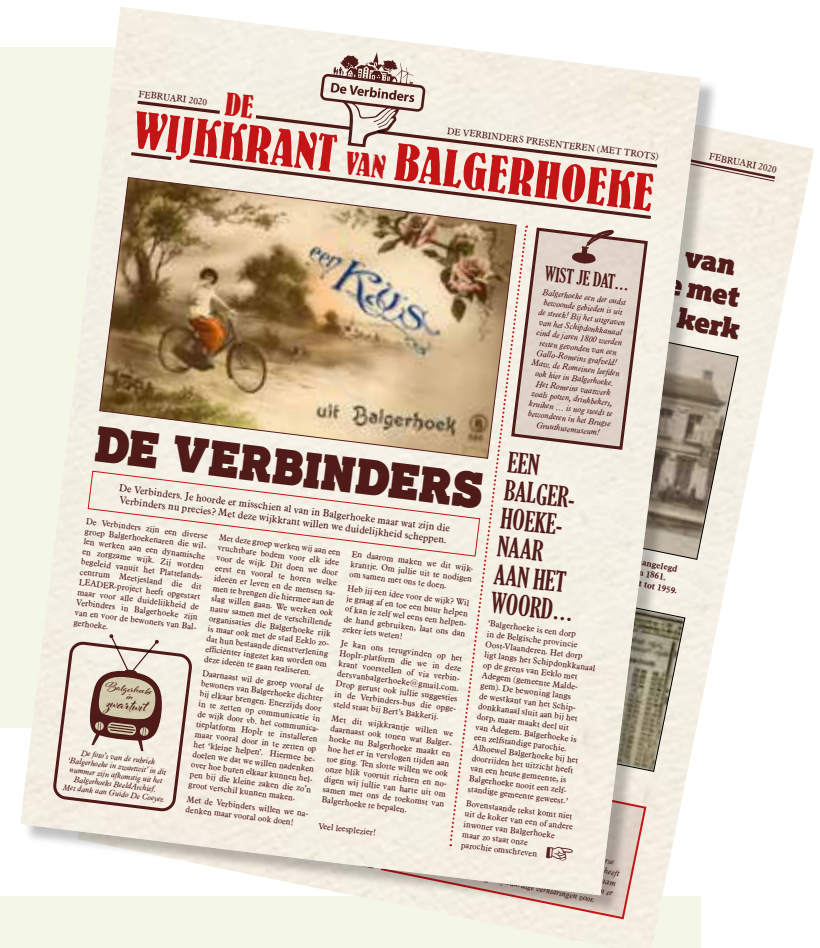 De Verbinders
FEBRUARI 2020
DE VERBINDERS PRESENTEREN (MET TROTS)
DE
WIJKKRANT VAN BALGERHOEKE
een Kus
uit Balgerhoek
DE VERBINDERS
De Verbinders. Je hoorde er misschien al van in Balgerhoeke maar wat zijn die
Verbinders nu precies? Met deze wijkkrant willen we duidelijkheid scheppen.
De Verbinders zijn een diverse
groep Balgerhoekenaren die wil-
len werken aan een dynamische
en zorgzame wijk. Zij worden
begeleid vanuit het Plattelands-
centrum Meetjesland die dit
LEADER-project heeft opgestart
maar voor alle duidelijkheid de
Verbinders in Balgerhoeke zijn
van en voor de bewoners van Bal-
gerhoeke.
Balgerhoeke
in
zwartwit
De foto's van de rubriek
'Balgerhoeke in zwartwit' in dit
nummer zijn afkomstig uit het
Balgerhoeks BeeldArchief.
Met dank aan Guido De Coeyer.
Met deze groep werken wij aan een
vruchtbare bodem voor elk idee
voor de wijk. Dit doen we door
eerst en vooral te horen welke
ideeën er leven en de mensen sa-
men te brengen die hiermee aan de
slag willen gaan. We werken ook
nauw samen met de verschillende
organisaties die Balgerhoeke rijk
is maar ook met de stad Eeklo zo-
dat hun bestaande dienstverlening
efficiënter ingezet kan worden om
deze ideeën te gaan realiseren.
Daarnaast wil de groep vooral de
bewoners van Balgerhoeke dichter
bij elkaar brengen. Enerzijds door
in te zetten op communicatie in
de wijk door vb. het communica-
tieplatform Hoplr te installeren
maar vooral door in te zetten op
het 'kleine helpen'. Hiermee be-
doelen we dat we willen nadenken
over hoe buren elkaar kunnen hel-
pen bij die kleine zaken die zo'n
groot verschil kunnen maken.
Met de Verbinders willen we na-
denken maar vooral ook doen!
En daarom maken we dit wijk-
krantje. Om jullie uit te nodigen
om samen met ons te doen.
Heb jij een idee voor de wijk? Wil
je graag af en toe een buur helpen
of kan je zelf wel eens een helpen-
de hand gebruiken, laat ons dan
zeker iets weten!
Je kan ons terugvinden op het
Hoplr-platform die we in deze
krant voorstellen of via verbin-
dersvanbalgerhoeke@gmail.com.
Drop gerust ook jullie suggesties
in de Verbinders-bus die opge-
steld staat bij Bert's Bakkerij.
Met dit wijkkrantje willen we
daarnaast ook tonen wat Balger-
hoeke nu Balgerhoeke maakt en
hoe het er in vervlogen tijden aan
toe ging. Ten slotte willen we ook
onze blik vooruit richten en no-
digen wij jullie van harte uit om
samen met ons de toekomst van
Balgerhoeke te bepalen.
Veel leesplezier!
WIST JE DAT...
Balgerhoeke een der oudst
bewoonde gebieden is uit
de streek! Bij het uitgraven
van het Schipdonkkanaal
eind de jaren 1800 werden
resten gevonden van een
Gallo-Romeins grafveld!
Maw. de Romeinen leefden
ook hier in Balgerhoeke.
Het Romeins vaatwerk
zoals potten, drinkbekers,
kruiken ... is nog steeds te
bewonderen in het Brugse
Gruuthusemuseum!
EEN
BALGER-
HOEKE-
NAAR
AAN HET
WOORD...
'Balgerhoeke is een dorp
in de Belgische provincie
Oost-Vlaanderen. Het dorp
ligt langs het Schipdonkkanaal
op de grens van Eeklo met
Adegem (gemeente Malde-
gem). De bewoning langs
de westkant van het Schip-
donkkanaal sluit aan bij het
dorp, maar maakt deel uit
van Adegem. Balgerhoeke is
een zelfstandige parochie.
Alhoewel Balgerhoeke bij het
doorrijden het uitzicht heeft
van een heuse gemeente, is
Balgerhoeke nooit een zelf-
standige gemeente geweest.'
Bovenstaande tekst komt niet
uit de koker van een of andere
inwoner van Balgerhoeke
maar zo staat onze
parochie omschreven
FEBRUARI 2020
van
met
kerk
angelegd
1861.
t tot 1959.
heeft
er
verklaringen voor.